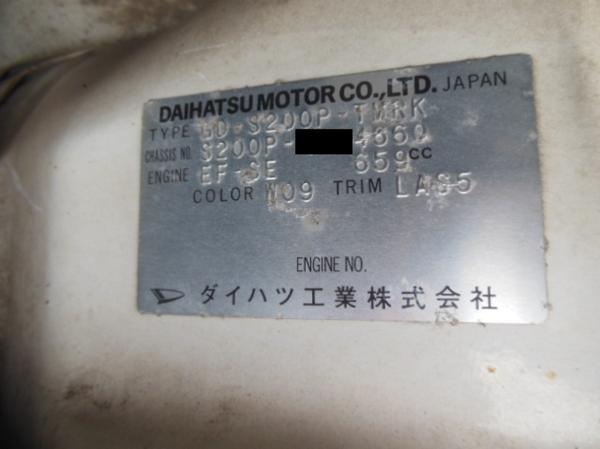 DAIHATSU MOTOR CO.,LTD. JAPAN
TYPE GD-S200P-TMRK
CHASSIS NO. S200P- 4660
ENGINE EF-SE 659CC
COLOR W09 TRIM LAS5
ENGINE NO.
ダイハツ工業株式会社